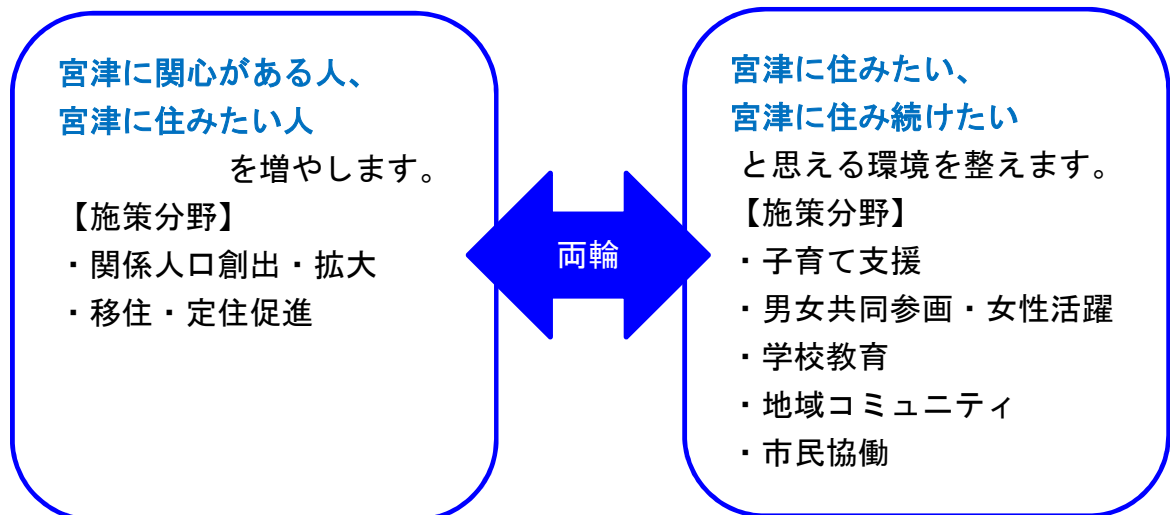 宮津に関心がある人、
宮津に住みたい人
を増やします。
【施策分野】
・関係人口創出・拡大
・移住・定住促進
両輪
宮津に住みたい、
宮津に住み続けたい
と思える環境を整えます。
【施策分野】
・子育て支援
・男女共同参画・女性活躍
・学校教育
・地域コミュニティ
・市民協働